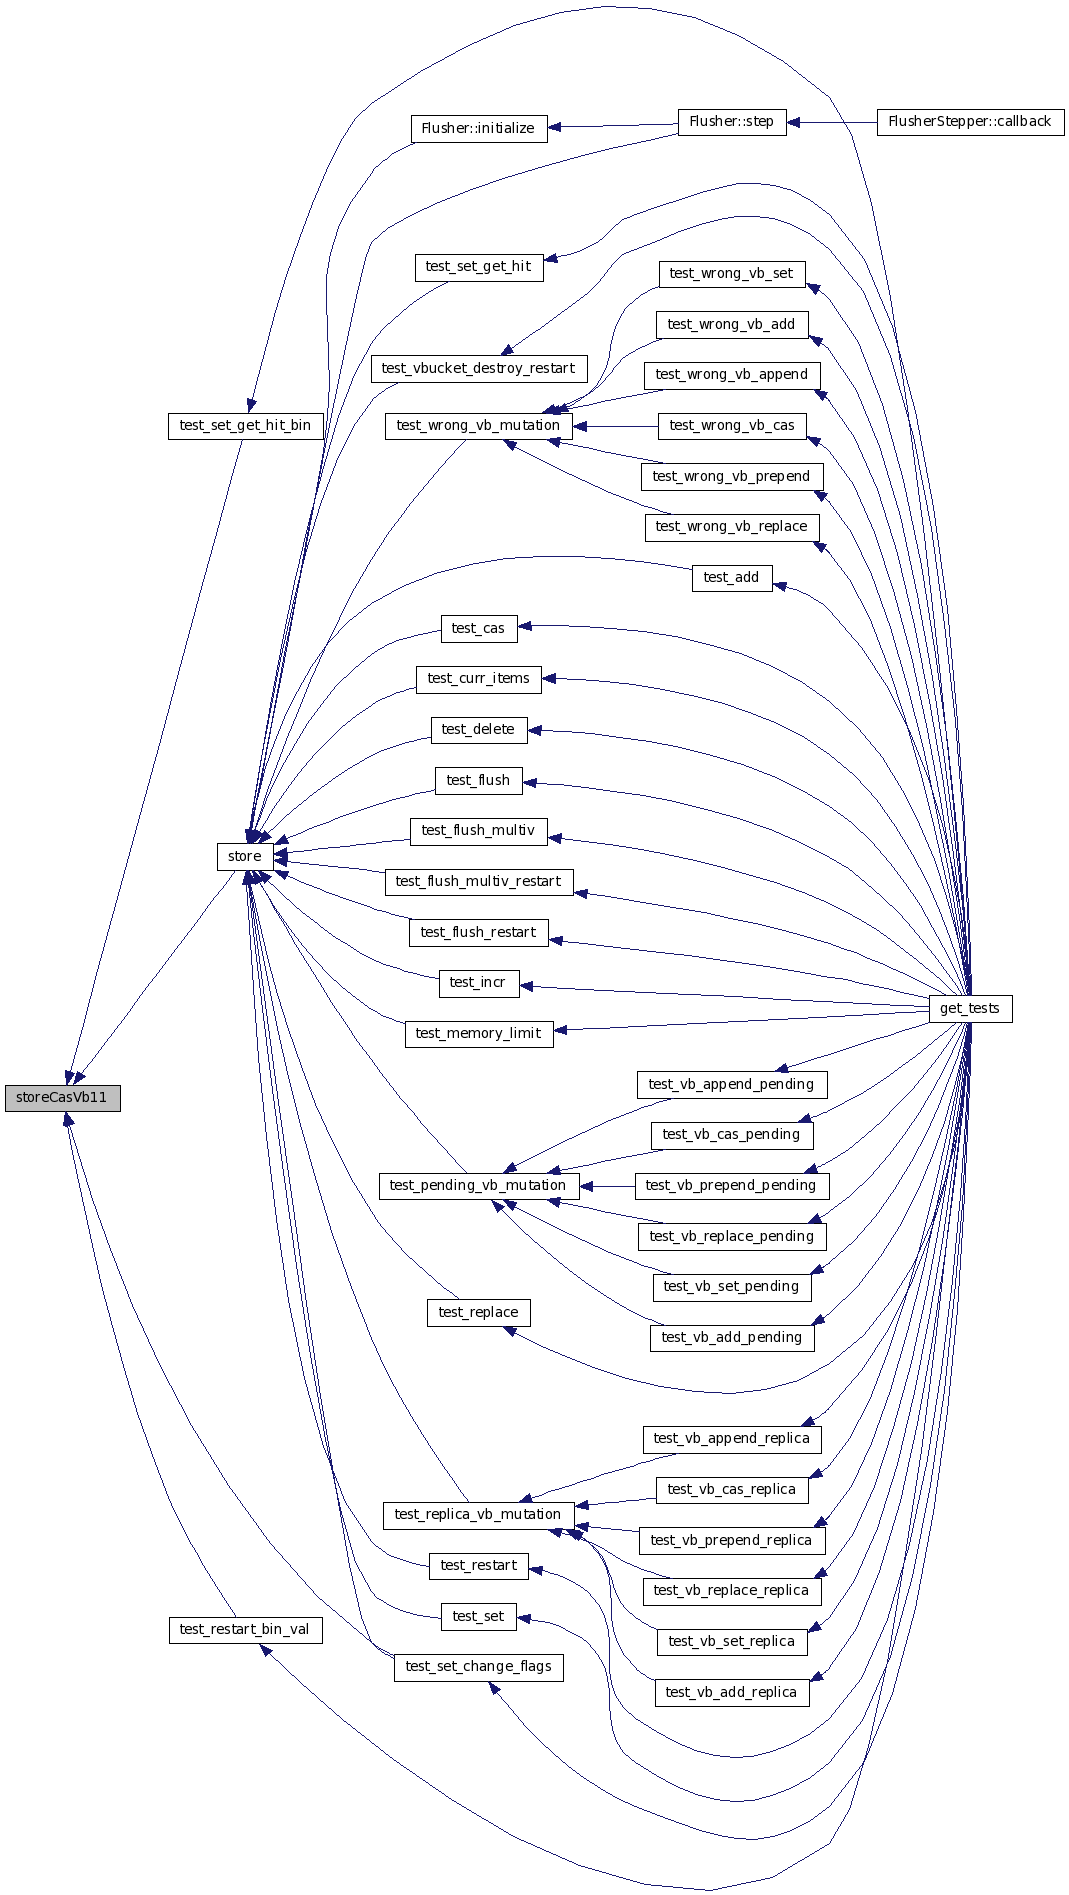 FlusherStepper::callback
Flusher::step
Flusher::initialize
test_set_get_hit
test_wrong_vb_set
test_wrong_vb_add
test_vbucket_destroy_restart
test_wrong_vb_append
test_set_get_hit_bin
test_wrong_vb_mutation
test_wrong_vb_cas
test_wrong_vb_prepend
test_wrong_vb_replace
test_add
test_cas
test_curr_items
test_delete
test_flush
test_flush_multiv
store
test_flush_multiv_restart
test_flush_restart
test_incr
get_tests
test_memory_limit
test_vb_append_pending
storeCasVb11
test_vb_cas_pending
test_pending_vb_mutation
test_vb_prepend_pending
test_vb_replace_pending
test_vb_set_pending
test_replace
test_vb_add_pending
test_vb_append_replica
test_vb_cas_replica
test_replica_vb_mutation
test_vb_prepend_replica
test_restart
test_vb_replace_replica
test_set
test_restart_bin_val
test_vb_set_replica
test_set_change_flags
test_vb_add_replica